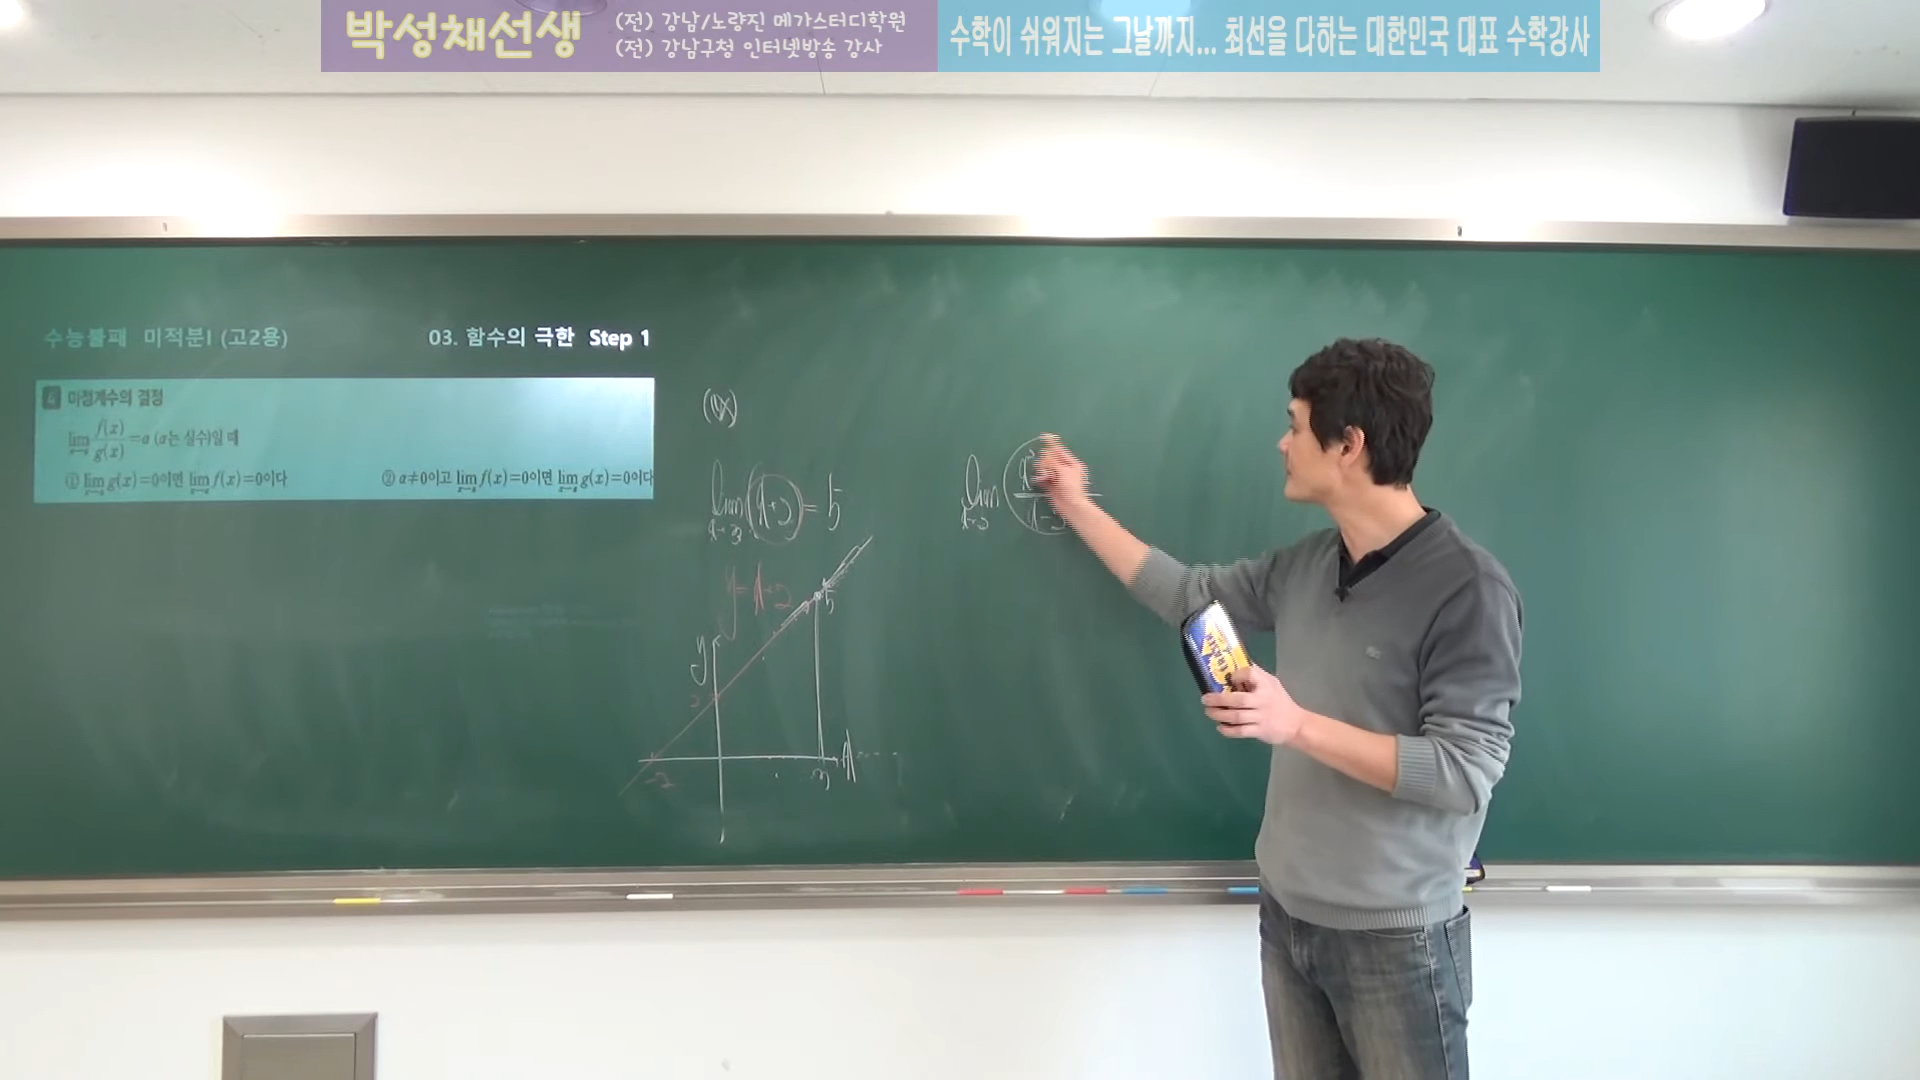 박성채선생
(전) 강남/노량진 메가스터디학원
(전) 강남구청 인터넷방송 강사
수학이 쉬워지는 그날까지... 최선을 다하는 대한민국 대표 수학강사
수능불패 미적분I (고2용)
03. 함수의 극한 Step 1
4 미정계수의 결정
lim x→a f(x)/g(x) = α (α는 실수)일 때
① lim x→a g(x)=0이면 lim x→a f(x)=0이다
② α≠0이고 lim x→a f(x)=0이면 lim x→a g(x)=0이다
lim x→3 (x+2) = 5
lim
y=x+2
5
y
2
-2
3
x